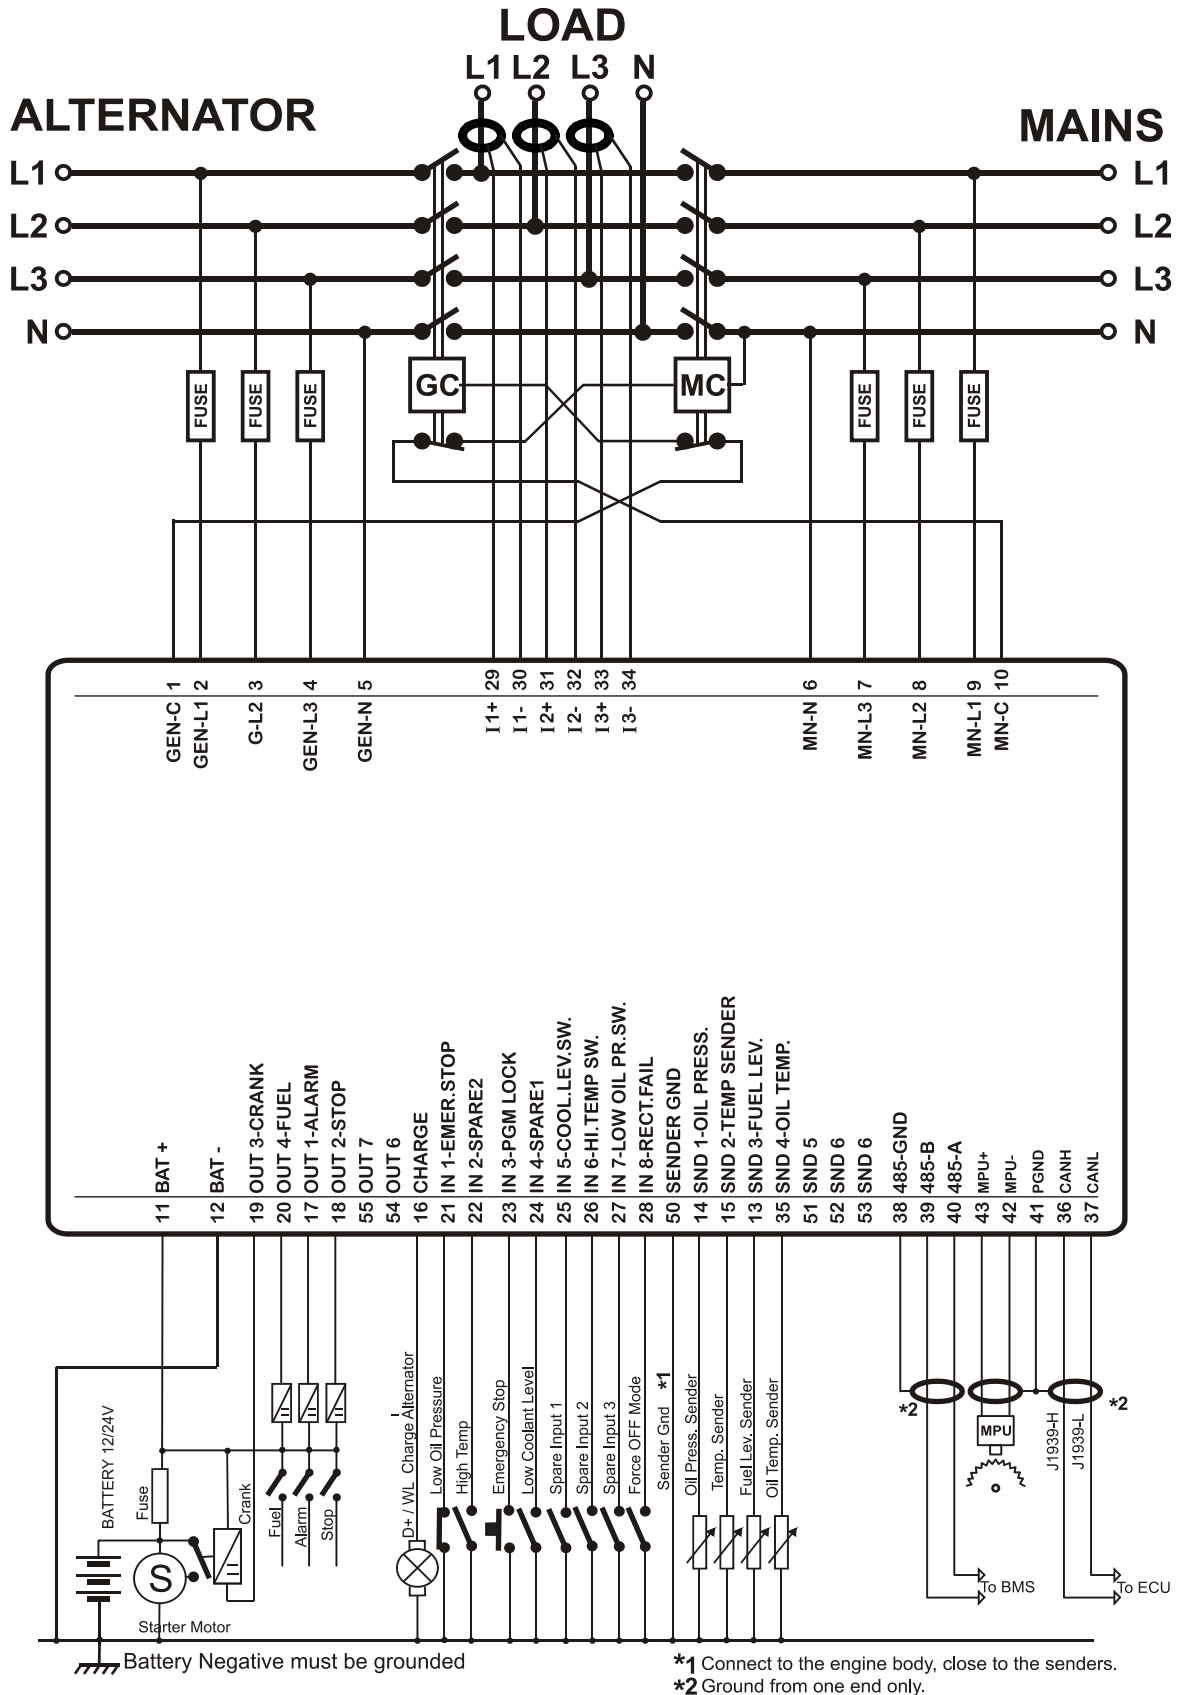 LOAD
L1 L2 L3 N
ALTERNATOR
MAINS
L1
L2
L3
N
L1
L2
L3
N
FUSE
FUSE
FUSE
GC
MC
FUSE
FUSE
FUSE
GEN-C 1
GEN-L1 2
G-L2 3
GEN-L3 4
GEN-N 5
I1+ 29
I1- 30
I2+ 31
I2- 32
I3+ 33
I3- 34
MN-N 6
MN-L3 7
MN-L2 8
MN-L1 9
MN-C 10
11 BAT +
12 BAT -
19 OUT 3-CRANK
20 OUT 4-FUEL
17 OUT 1-ALARM
18 OUT 2-STOP
55 OUT 7
54 OUT 6
16 CHARGE
21 IN 1-EMER.STOP
22 IN 2-SPARE2
23 IN 3-PGM LOCK
24 IN 4-SPARE1
25 IN 5-COOL.LEV.SW.
26 IN 6-HI.TEMP SW.
27 IN 7-LOW OIL PR.SW.
28 IN 8-RECT.FAIL
50 SENDER GND
14 SND 1-OIL PRESS.
15 SND 2-TEMP SENDER
13 SND 3-FUEL LEV.
35 SND 4-OIL TEMP.
51 SND 5
52 SND 6
53 SND 6
38 485-GND
39 485-B
40 485-A
43 MPU+
42 MPU-
41 PGND
36 CANH
37 CANL
BATTERY 12/24V
Fuse
Crank
Fuel
Alarm
Stop
D+ / WL Charge Alternator
Low Oil Pressure
High Temp
Emergency Stop
Low Coolant Level
Spare Input 1
Spare Input 2
Spare Input 3
Force OFF Mode
Sender Gnd *1
Oil Press. Sender
Temp. Sender
Fuel Lev. Sender
Oil Temp. Sender
*2
MPU
J1939-H
J1939-L
*2
S
Starter Motor
To BMS
To ECU
Battery Negative must be grounded
*1 Connect to the engine body, close to the senders.
*2 Ground from one end only.